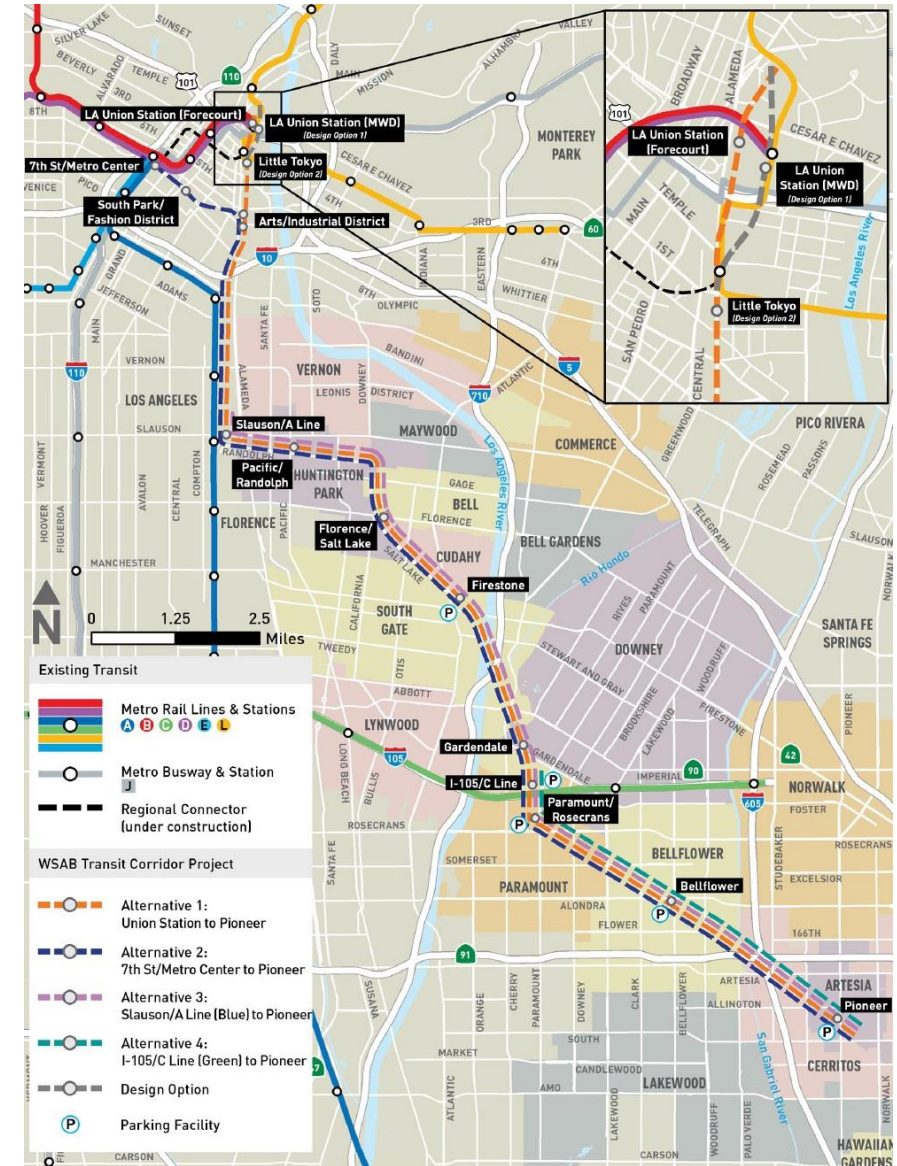 SILVER LAKE
SUNSET
BEVERLY
ALVARADO
TEMPLE
3RD
8TH
6TH
5TH
101
110
DALY
MAIN
MISSION
ALHAMBRA
VALLEY
LA Union Station (Forecourt)
LA Union Station (MWD)
(Design Option 1)
Little Tokyo
(Design Option 2)
7th St/Metro Center
VENICE
PICO
South Park/
Fashion District
Arts/Industrial District
CESAR E CHAVEZ
4TH
3RD
60
6TH
MONTEREY
PARK
INDIANA
EASTERN
WHITTIER
10
GRAND
ADAMS
JEFFERSON
MAIN
SANTA FE
SOTO
8TH
OLYMPIC
BROADWAY
ALAMEDA
101
LA Union Station
(Forecourt)
CESAR E CHAVEZ
LA Union
Station (MWD)
(Design Option 1)
MAIN
TEMPLE
1ST
SAN PEDRO
Little Tokyo
(Design Option 2)
CENTRAL
Los Angeles River
110
VERNON
LOS ANGELES
SLAUSON
ALAMEDA
VERNON
LEONIS
DISTRICT
DOWNEY
BANDINI
ATLANTIC
710
5
MAYWOOD
COMMERCE
Los Angeles River
GREENWOOD
PICO RIVERA
ROSEMEAD
PASSONS
Slauson/A Line
RANDOLPH
Pacific/
Randolph
HUNTINGTON
PARK
GAGE
BELL
FLORENCE
HOOVER
VERMONT
FIGUEROA
AVALON
CENTRAL
COMPTON
FLORENCE
PACIFIC
Florence/
Salt Lake
CUDAHY
BELL GARDENS
TELEGRAPH
SLAUSON
NORWALK
MANCHESTER
SALT LAKE
Firestone
P
Rio Hondo
RIVES
PARAMOUNT
SANTA FE
SPRINGS
N
0 1.25 2.5
Miles
CALIFORNIA
SOUTH
GATE
TWEEDY
OTIS
ABBOTT
DOWNEY
STEWART AND GRAY
BROOKSHIRE
LAKEWOOD
WOODRUFF
FIRESTONE
PIONEER
LYNWOOD
105
LONG BEACH
BULLIS
Gardendale
GARDENDALE
I-105/C Line
P
IMPERIAL
90
42
605
NORWALK
FOSTER
Paramount/
Rosecrans
P
ROSECRANS
ROSECRANS
SANTA FE
SOMERSET
PARAMOUNT
BELLFLOWER
STUDEBAKER
EXCELSIOR
Bellflower
P
ALONDRA
FLOWER
166TH
91
SUSANA
ORANGE
CHERRY
PARAMOUNT
DOWNEY
CLARK
BELLFLOWER
ARTESIA
ALLINGTON
ARTESIA
Pioneer
P
SOUTH
MARKET
CANDLEWOOD
AMO
LAKEWOOD
San Gabriel River
CERRITOS
ATLANTIC
LAKEWOOD
WOODRUFF
PALO VERDE
NORWALK
HAWAIIAN
GARDENS
CARSON
CARSON
Existing Transit
Metro Rail Lines & Stations
A B C D E L
Metro Busway & Station
J
Regional Connector
(under construction)
WSAB Transit Corridor Project
Alternative 1:
Union Station to Pioneer
Alternative 2:
7th St/Metro Center to Pioneer
Alternative 3:
Slauson/A Line (Blue) to Pioneer
Alternative 4:
I-105/C Line (Green) to Pioneer
Design Option
P Parking Facility